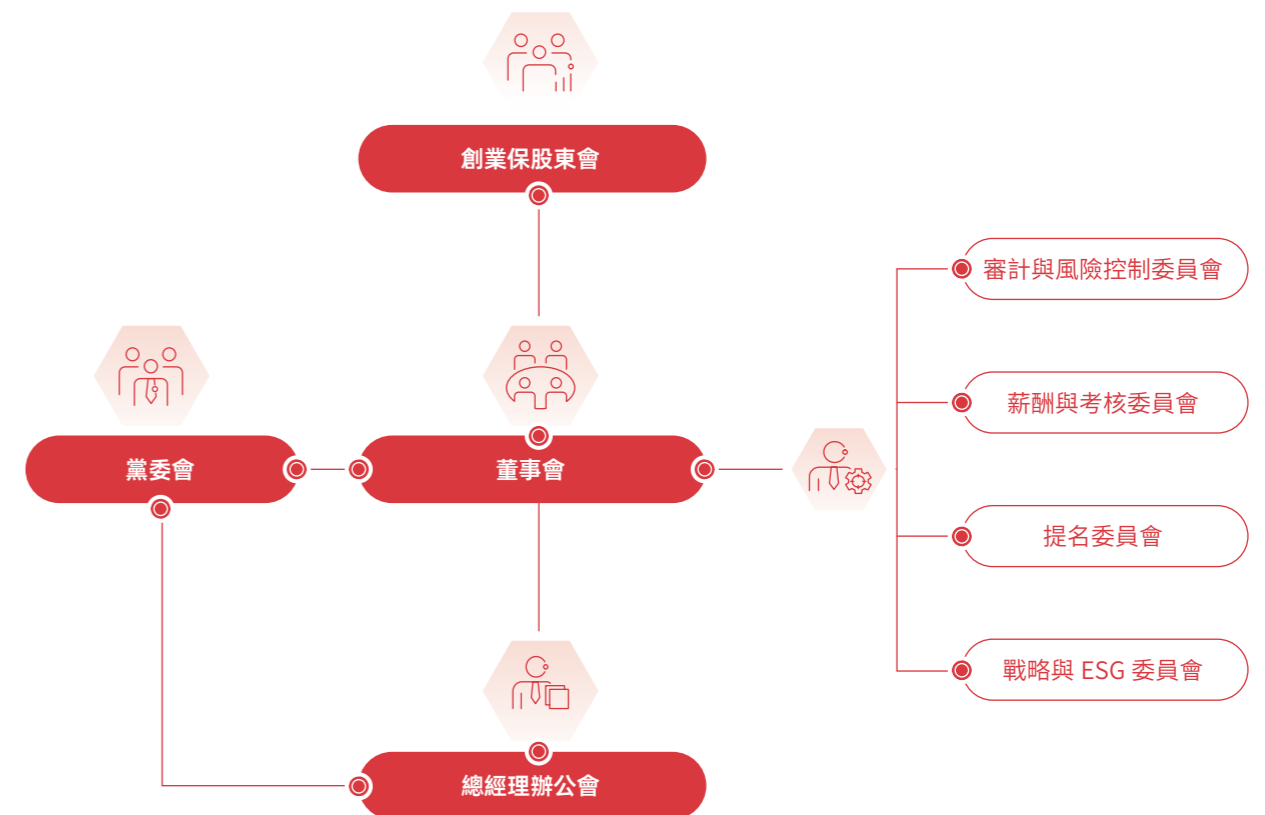 創業保股東會
審計與風險控制委員會
薪酬與考核委員會
黨委會
董事會
提名委員會
戰略與 ESG 委員會
總經理辦公會